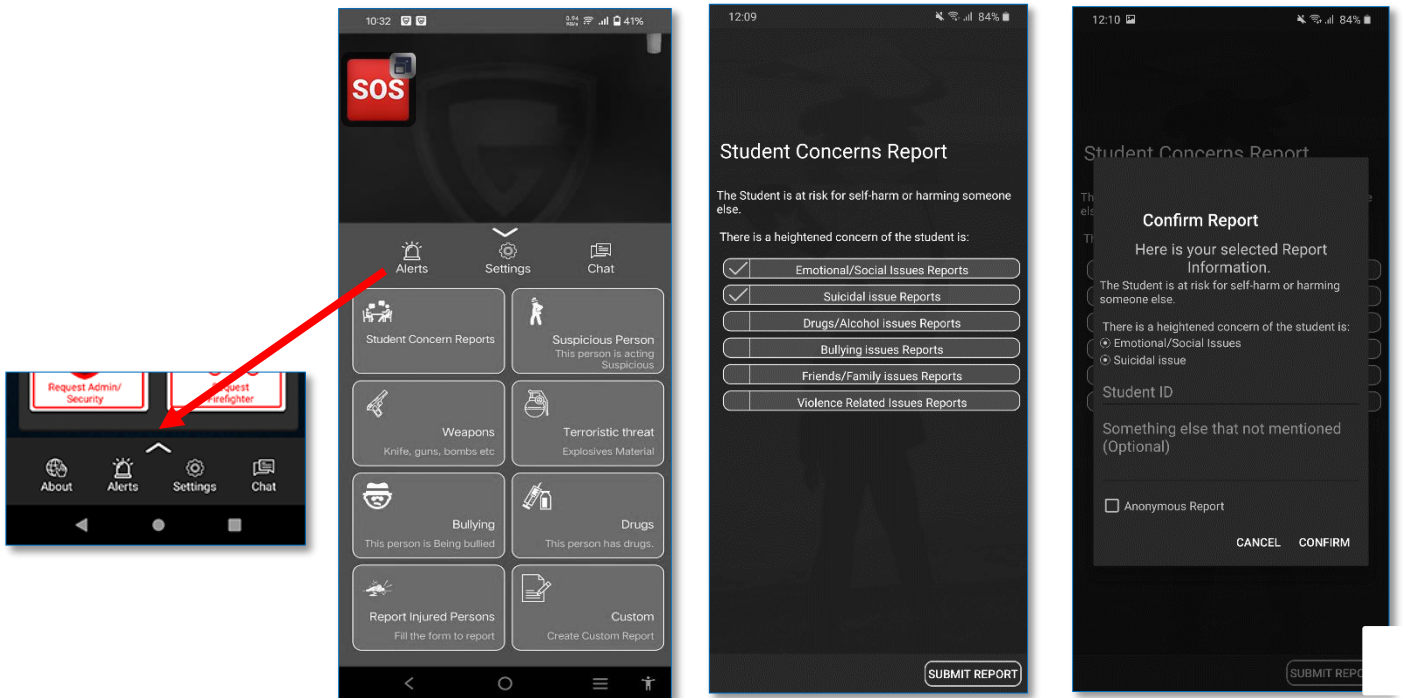 Request Admin/
Security
Request
Firefighter
About
Alerts
Settings
Chat
10:32
41%
SOS
Alerts
Settings
Chat
Student Concern Reports
Suspicious Person
This person is acting
Suspicious
Weapons
Knife, guns, bombs etc
Terroristic threat
Explosives Material
Bullying
This person is Being bullied
Drugs
This person has drugs.
Report Injured Persons
Fill the form to report
Custom
Create Custom Report
12:09
84%
Student Concerns Report
The Student is at risk for self-harm or harming someone
else.
There is a heightened concern of the student is:
Emotional/Social Issues Reports
Suicidal issue Reports
Drugs/Alcohol issues Reports
Bullying issues Reports
Friends/Family issues Reports
Violence Related Issues Reports
SUBMIT REPORT
12:10
84%
Student Concerns Report
Confirm Report
Here is your selected Report
Information.
The Student is at risk for self-harm or harming
someone else.
There is a heightened concern of the student is:
Emotional/Social Issues
Suicidal issue
Student ID
Something else that not mentioned
(Optional)
Anonymous Report
CANCEL CONFIRM
SUBMIT REPO